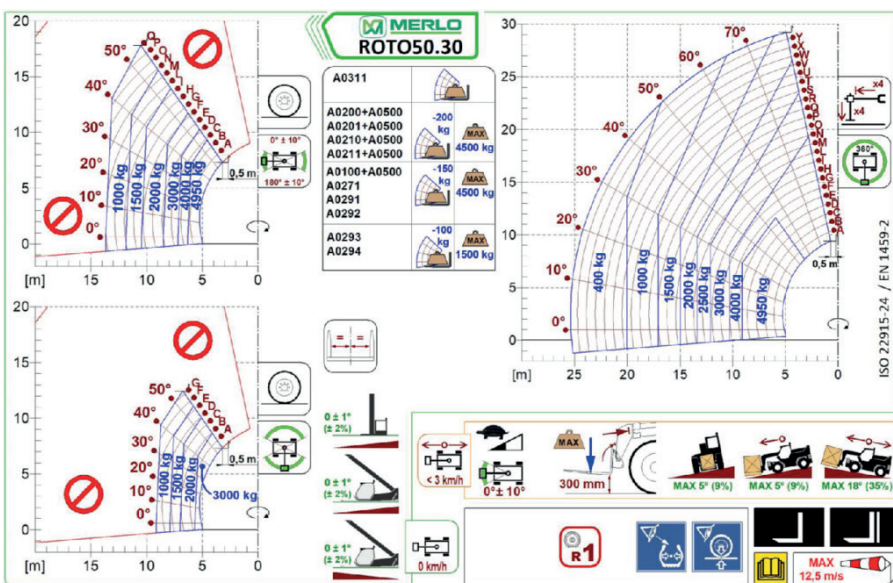 MERLO
ROTO50.30
20
15
10
5
0
[m]
15
10
5
0
50°
40°
30°
20°
10°
0°
Q
P
O
N
M
L
I
H
G
F
E
D
C
B
A
0,5 m
1000 kg
1500 kg
2000 kg
3000 kg
4000 kg
4950 kg
0° ± 10°
180° ± 10°
A0311
A0200+A0500
A0201+A0500
A0210+A0500
A0211+A0500
-200
kg
MAX
4500 kg
A0100+A0500
A0271
A0291
A0292
-150
kg
MAX
4500 kg
A0293
A0294
-100
kg
MAX
1500 kg
30
25
20
15
10
5
0
[m]
25
20
15
10
5
0
70°
60°
50°
40°
30°
20°
10°
0°
Y
X
W
V
U
T
S
R
Q
P
O
N
M
L
I
H
G
F
E
D
C
B
A
0,5 m
400 kg
1000 kg
1500 kg
2000 kg
2500 kg
3000 kg
4000 kg
4950 kg
x4
x4
360°
ISO 22915-24 / EN 1459-2
20
15
10
5
0
[m]
15
10
5
0
50°
40°
30°
20°
10°
0°
G
F
E
D
C
B
A
0,5 m
1000 kg
1500 kg
2000 kg
3000 kg
= =
0 ± 1°
(± 2%)
0 ± 1°
(± 2%)
0 ± 1°
(± 2%)
< 3 km/h
0° ± 10°
MAX
300 mm
MAX 5° (9%)
MAX 5° (9%)
MAX 18° (35%)
0 km/h
R1
MAX
12,5 m/s